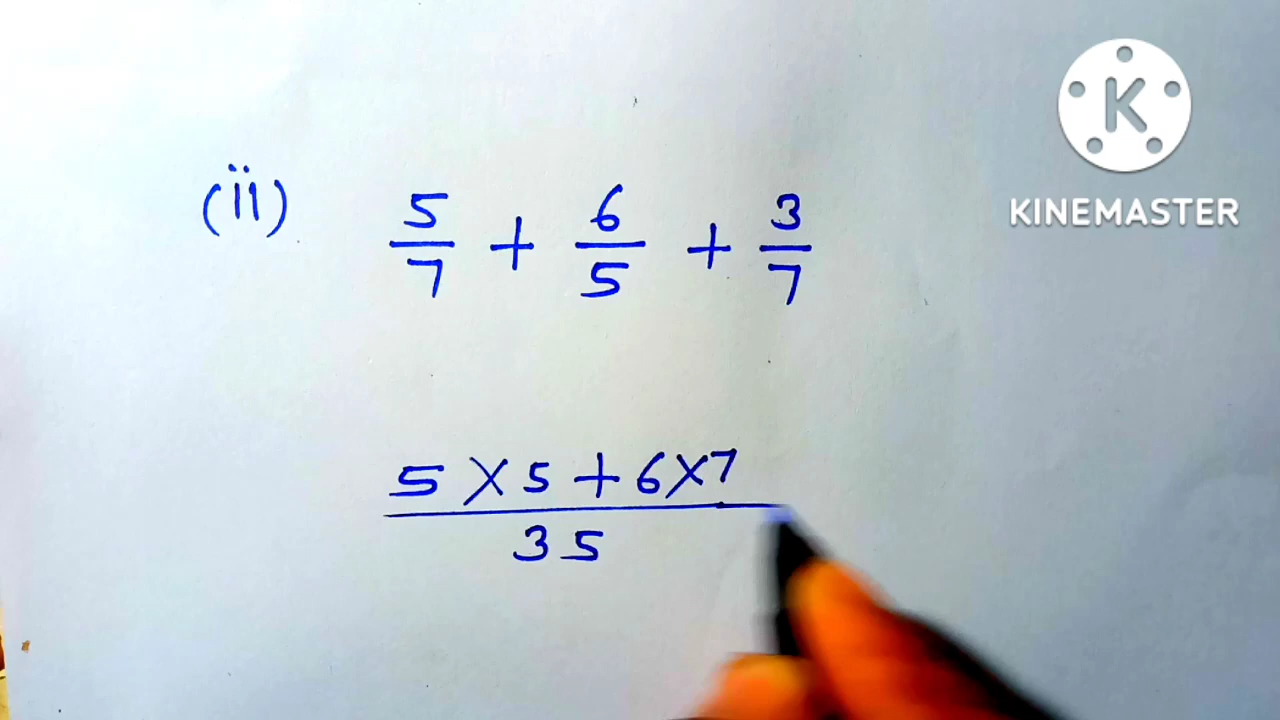 (ii) 5/7 + 6/5 + 3/7
5 × 5 + 6 × 7
35
KINEMASTER